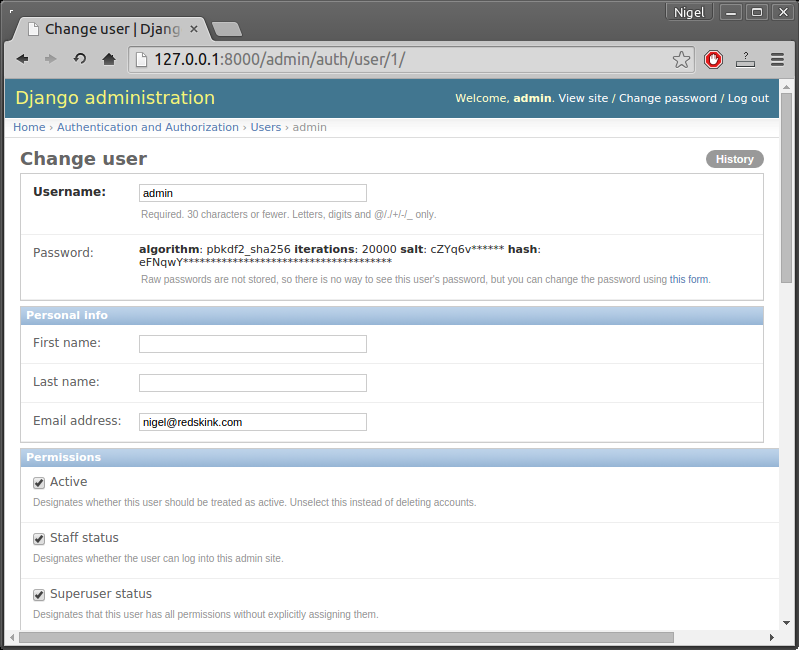 Nigel
Change user | Djang
127.0.0.1:8000/admin/auth/user/1/
Django administration
Welcome, admin. View site / Change password / Log out
Home › Authentication and Authorization › Users › admin
Change user
History
Username:
admin
Required. 30 characters or fewer. Letters, digits and @/./+/-/_ only.
Password:
algorithm: pbkdf2_sha256 iterations: 20000 salt: cZYq6v****** hash:
eFNqwY**************************************
Raw passwords are not stored, so there is no way to see this user's password, but you can change the password using this form.
Personal info
First name:
Last name:
Email address:
nigel@redskink.com
Permissions
Active
Designates whether this user should be treated as active. Unselect this instead of deleting accounts.
Staff status
Designates whether the user can log into this admin site.
Superuser status
Designates that this user has all permissions without explicitly assigning them.